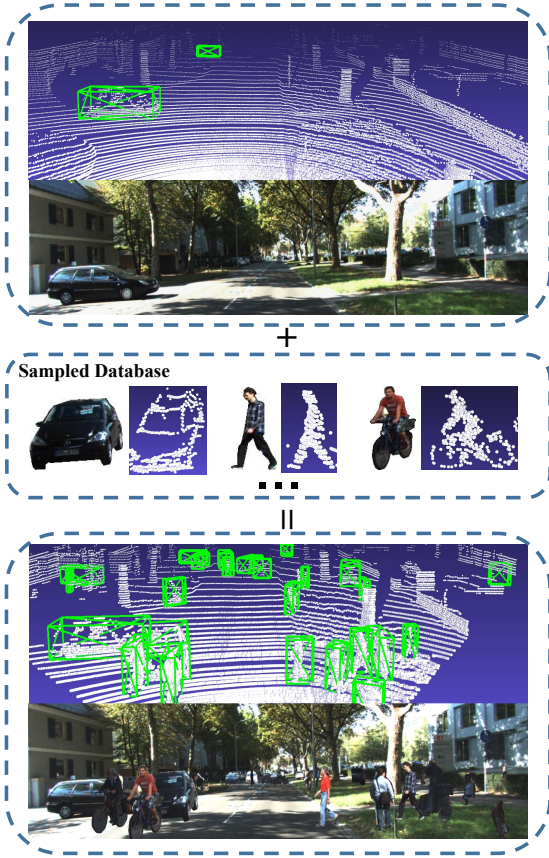 +
Sampled Database
...
=